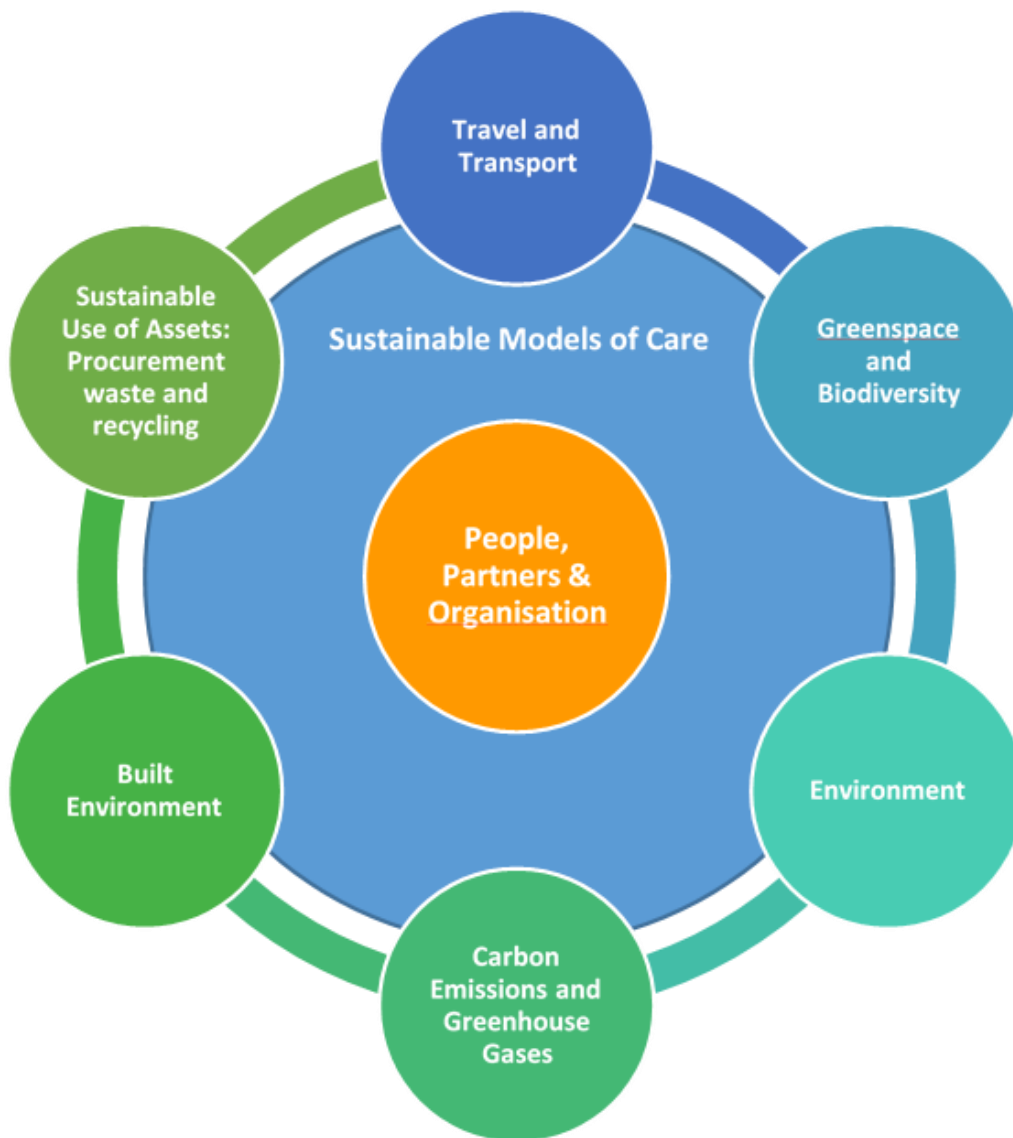 Travel and
Transport
Sustainable
Use of Assets:
Procurement
waste and
recycling
Sustainable Models of Care
Greenspace
and
Biodiversity
People,
Partners &
Organisation
Built
Environment
Environment
Carbon
Emissions and
Greenhouse
Gases